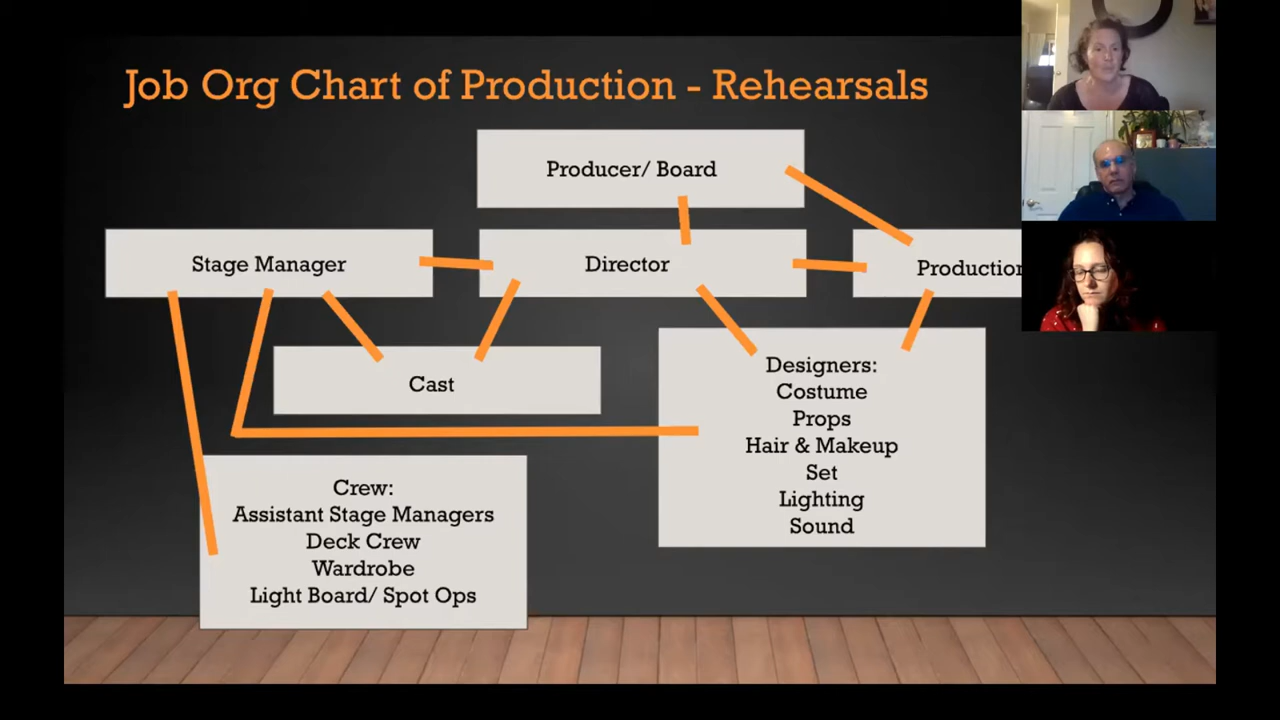 Job Org Chart of Production - Rehearsals
Producer/ Board
Stage Manager
Director
Production
Cast
Designers:
Costume
Props
Hair & Makeup
Set
Lighting
Sound
Crew:
Assistant Stage Managers
Deck Crew
Wardrobe
Light Board/ Spot Ops